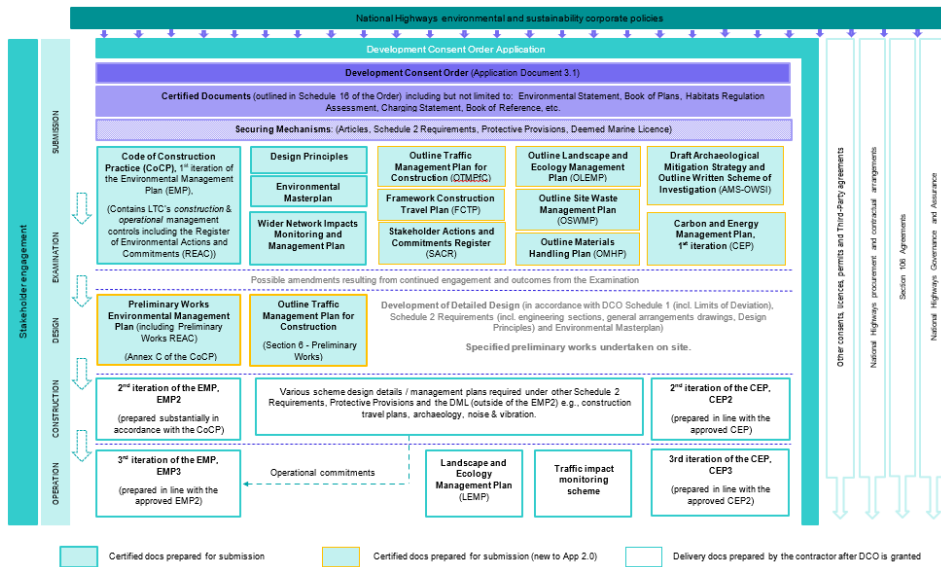 National Highways environmental and sustainability corporate policies
Development Consent Order Application
Development Consent Order (Application Document 3.1)
Certified Documents (outlined in Schedule 16 of the Order) including but not limited to: Environmental Statement, Book of Plans, Habitats Regulation
Assessment, Charging Statement, Book of Reference, etc.
Securing Mechanisms: (Articles, Schedule 2 Requirements, Protective Provisions, Deemed Marine Licence)
Stakeholder engagement
SUBMISSION
EXAMINATION
DESIGN
CONSTRUCTION
OPERATION
Code of Construction
Practice (CoCP), 1st iteration of
the Environmental Management
Plan (EMP),
(Contains LTC's construction &
operational management
controls including the Register
of Environmental Actions and
Commitments (REAC))
Design Principles
Environmental
Masterplan
Wider Network Impacts
Monitoring and
Management Plan
Outline Traffic
Management Plan for
Construction (OTMPfC)
Framework Construction
Travel Plan (FCTP)
Stakeholder Actions and
Commitments Register
(SACR)
Outline Landscape and
Ecology Management
Plan (OLEMP)
Outline Site Waste
Management Plan
(OSWMP)
Outline Materials
Handling Plan (OMHP)
Draft Archaeological
Mitigation Strategy and
Outline Written Scheme of
Investigation (AMS-OWSI)
Carbon and Energy
Management Plan,
1st iteration (CEP)
Possible amendments resulting from continued engagement and outcomes from the Examination
Preliminary Works
Environmental Management
Plan (including Preliminary
Works REAC)
(Annex C of the CoCP)
Outline Traffic
Management Plan for
Construction
(Section 6 - Preliminary
Works)
Development of Detailed Design (in accordance with DCO Schedule 1 (incl. Limits of Deviation),
Schedule 2 Requirements (incl. engineering sections, general arrangements drawings, Design
Principles) and Environmental Masterplan)
Specified preliminary works undertaken on site.
2nd iteration of the EMP,
EMP2
(prepared substantially in
accordance with the CoCP)
Various scheme design details / management plans required under other Schedule 2
Requirements, Protective Provisions and the DML (outside of the EMP2) e.g., construction
travel plans, archaeology, noise & vibration.
2nd iteration of the CEP,
CEP2
(prepared in line with the
approved CEP)
3rd iteration of the EMP,
EMP3
(prepared in line with the
approved EMP2)
Operational commitments
Landscape and
Ecology
Management Plan
(LEMP)
Traffic impact
monitoring
scheme
3rd iteration of the CEP,
CEP3
(prepared in line with the
approved CEP2)
Other consents, licences, permits and Third-Party agreements
National Highways procurement and contractual arrangements
Section 106 Agreements
National Highways Governance and Assurance
Certified docs prepared for submission
Certified docs prepared for submission (new to App 2.0)
Delivery docs prepared by the contractor after DCO is granted